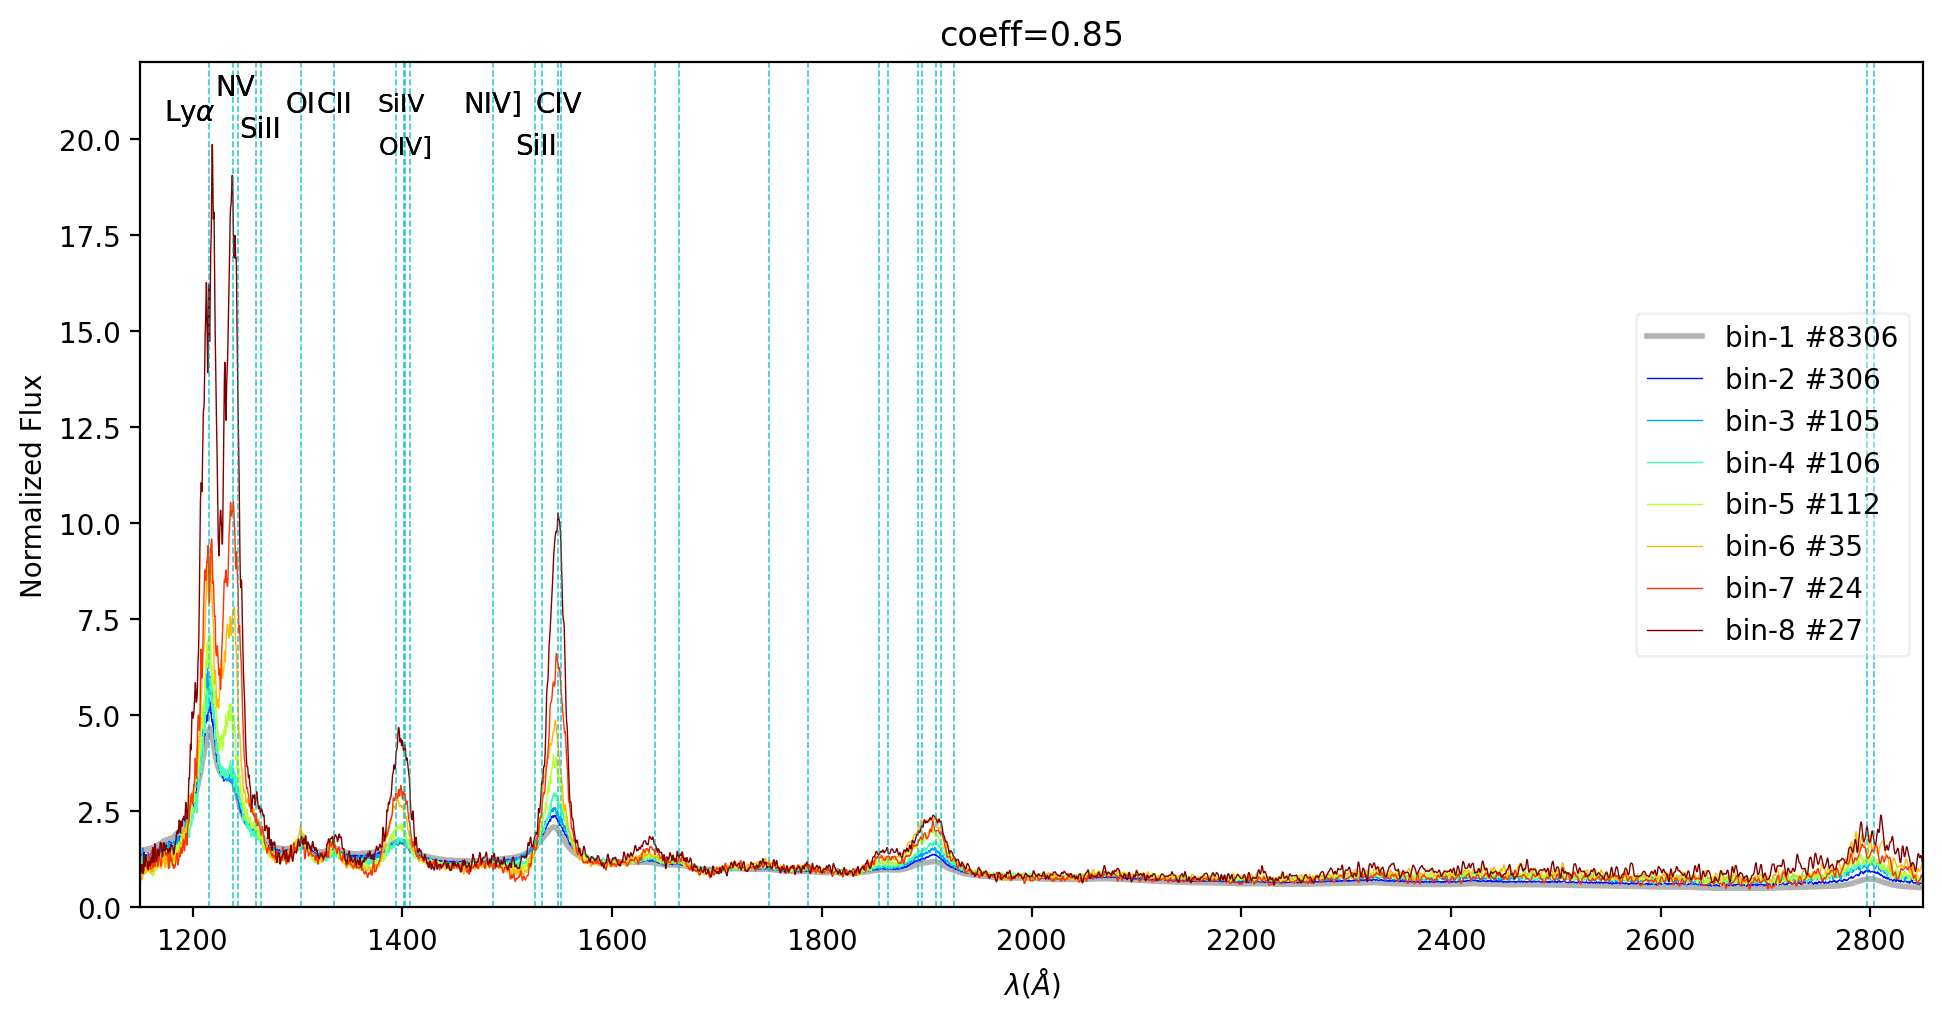 coeff=0.85
NV
Lyα
SiII
OI
CII
SiIV
OIV]
NIV]
CIV
SiII
Normalized Flux
20.0
17.5
15.0
12.5
10.0
7.5
5.0
2.5
0.0
bin-1 #8306
bin-2 #306
bin-3 #105
bin-4 #106
bin-5 #112
bin-6 #35
bin-7 #24
bin-8 #27
1200 1400 1600 1800 2000 2200 2400 2600 2800
λ(Å)